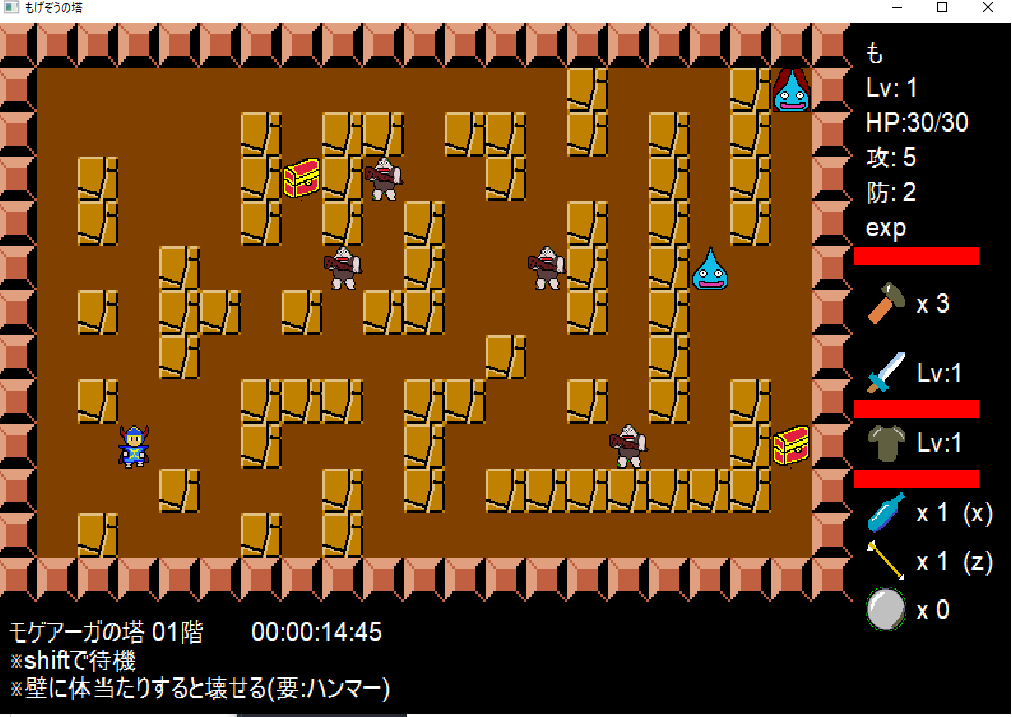 もげぞうの塔
も
Lv: 1
HP:30/30
攻: 5
防: 2
exp
x 3
Lv:1
Lv:1
x 1 (x)
x 1 (z)
x 0
モゲアーガの塔 01階 00:00:14:45
※shiftで待機
※壁に体当たりすると壊せる(要:ハンマー)